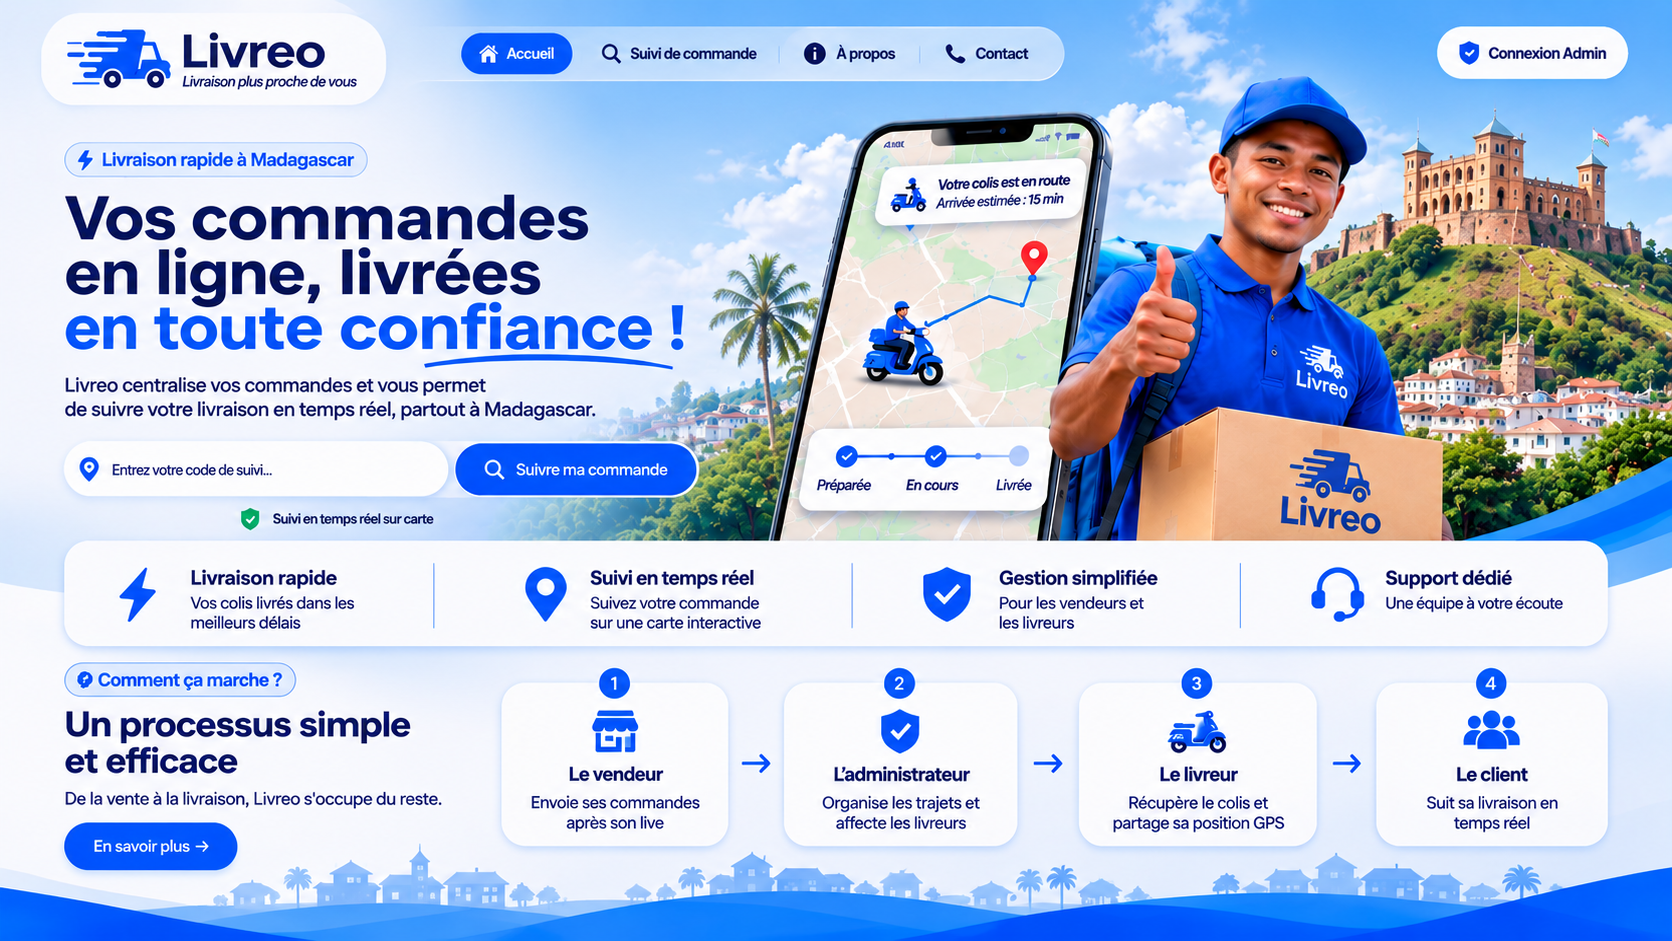 Livreo
Livraison plus proche de vous
Accueil
Suivi de commande
À propos
Contact
Connexion Admin
Livraison rapide à Madagascar
Vos commandes
en ligne, livrées
en toute confiance !
Livreo centralise vos commandes et vous permet
de suivre votre livraison en temps réel, partout à Madagascar.
Entrez votre code de suivi...
Suivre ma commande
Suivi en temps réel sur carte
Votre colis est en route
Arrivée estimée : 15 min
Préparée
En cours
Livrée
Livreo
Livreo
Livraison rapide
Vos colis livrés dans les
meilleurs délais
Suivi en temps réel
Suivez votre commande
sur une carte interactive
Gestion simplifiée
Pour les vendeurs et
les livreurs
Support dédié
Une équipe à votre écoute
Comment ça marche ?
Un processus simple
et efficace
De la vente à la livraison, Livreo s'occupe du reste.
En savoir plus →
1
Le vendeur
Envoie ses commandes
après son live
2
L'administrateur
Organise les trajets et
affecte les livreurs
3
Le livreur
Récupère le colis et
partage sa position GPS
4
Le client
Suit sa livraison en
temps réel